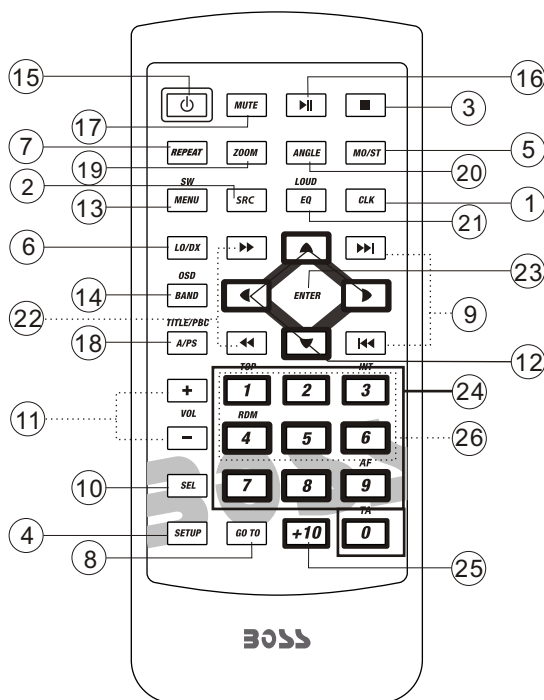 15
16
MUTE
17
3
7
REPEAT
ZOOM
ANGLE
MO/ST
5
19
20
2
SW
LOUD
MENU
SRC
EQ
CLK
1
13
21
6
LO/DX
OSD
14
BAND
ENTER
23
22
9
TITLE/PBC
18
A/PS
12
TOP
INT
+
1
2
3
24
11
VOL
RDM
−
4
5
6
26
AF
10
SEL
7
8
9
BOSS
TA
4
SETUP
GO TO
+10
0
8
25
BOSS